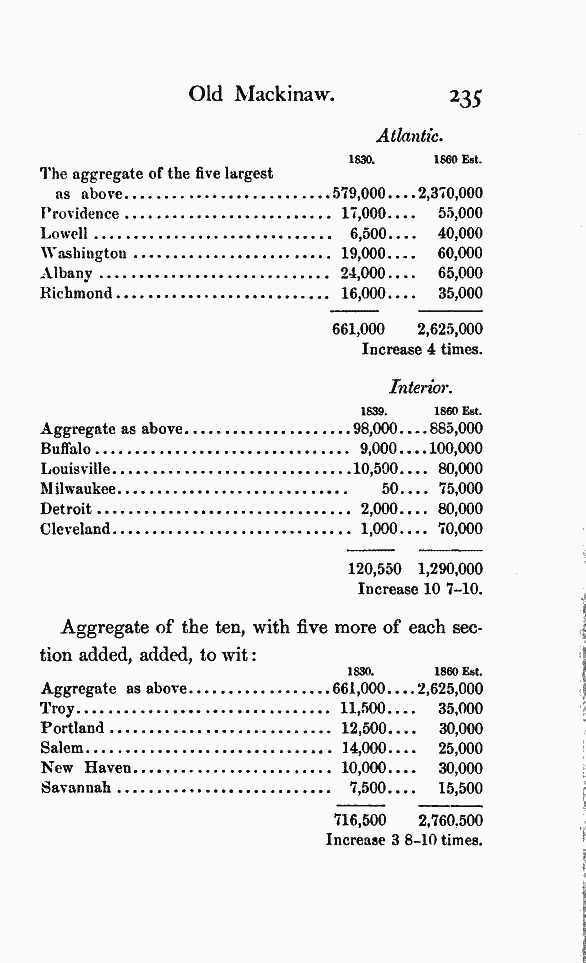 Old Mackinaw. 235
Atlantic.
1830. 1860 Est.
The aggregate of the five largest
as above..........................579,000....2,370,000
Providence .......................... 17,000.... 55,000
Lowell .............................. 6,500.... 40,000
Washington ......................... 19,000.... 60,000
Albany ............................. 24,000.... 65,000
Richmond........................... 16,000.... 35,000
661,000 2,625,000
Increase 4 times.
Interior.
1839. 1860 Est.
Aggregate as above.....................98,000....885,000
Buffalo ................................ 9,000....100,000
Louisville..............................10,500.... 80,000
Milwaukee............................. 50.... 75,000
Detroit ................................ 2,000.... 80,000
Cleveland.............................. 1,000.... 70,000
120,550 1,290,000
Increase 10 7-10.
Aggregate of the ten, with five more of each sec-
tion added, added, to wit:
1830. 1860 Est.
Aggregate as above..................661,000....2,625,000
Troy................................ 11,500.... 35,000
Portland ............................ 12,500.... 30,000
Salem............................... 14,000.... 25,000
New Haven......................... 10,000.... 30,000
Savannah ........................... 7,500.... 15,500
716,500 2,760,500
Increase 3 8-10 times.